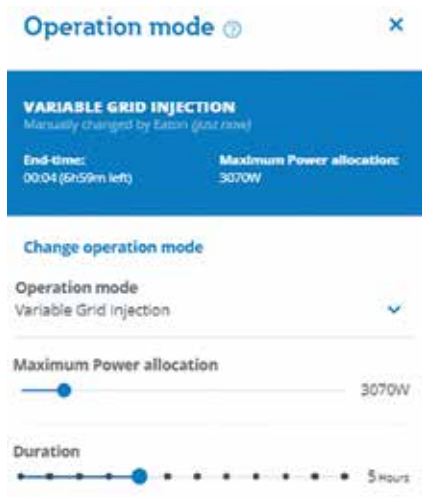 Operation mode ?
×
VARIABLE GRID INJECTION
Manually changed by Eaton (just now)
End-time: Maximum Power allocation:
00:04 (6h59m left) 3070W
Change operation mode
Operation mode
Variable Grid Injection
Maximum Power allocation
3070W
Duration
5 Hours